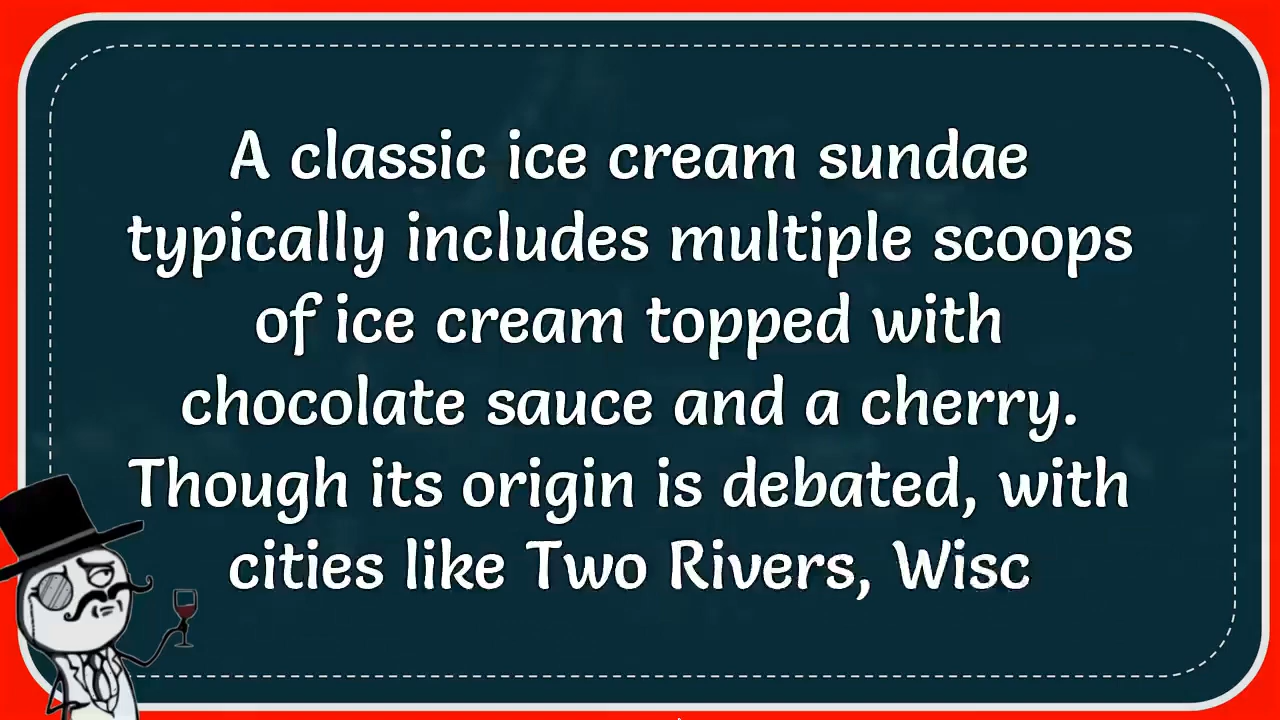 A classic ice cream sundae
typically includes multiple scoops
of ice cream topped with
chocolate sauce and a cherry.
Though its origin is debated, with
cities like Two Rivers, Wisc